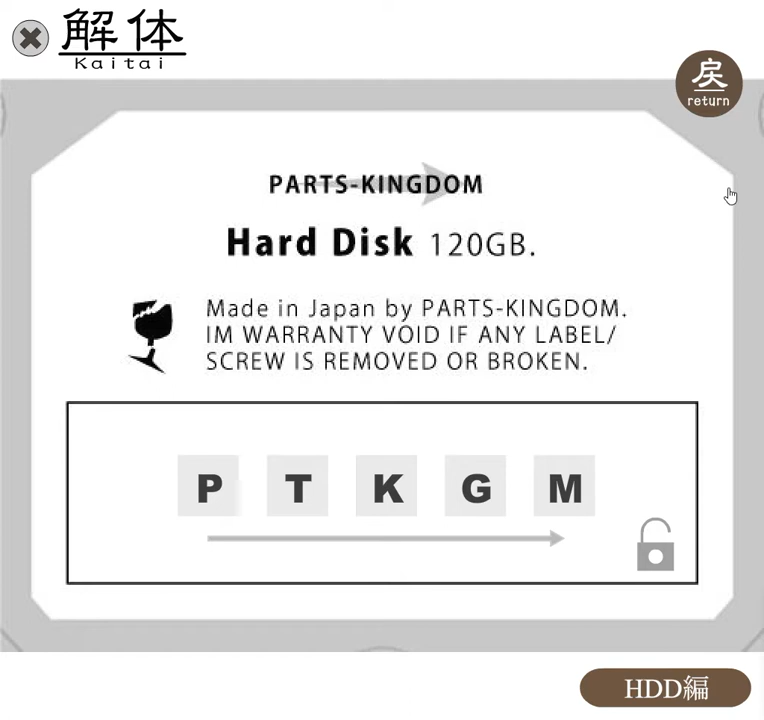 解体
Kaitai
戻
return
PARTS-KINGDOM
Hard Disk 120GB.
Made in Japan by PARTS-KINGDOM.
IM WARRANTY VOID IF ANY LABEL/
SCREW IS REMOVED OR BROKEN.
P T K G M
HDD編